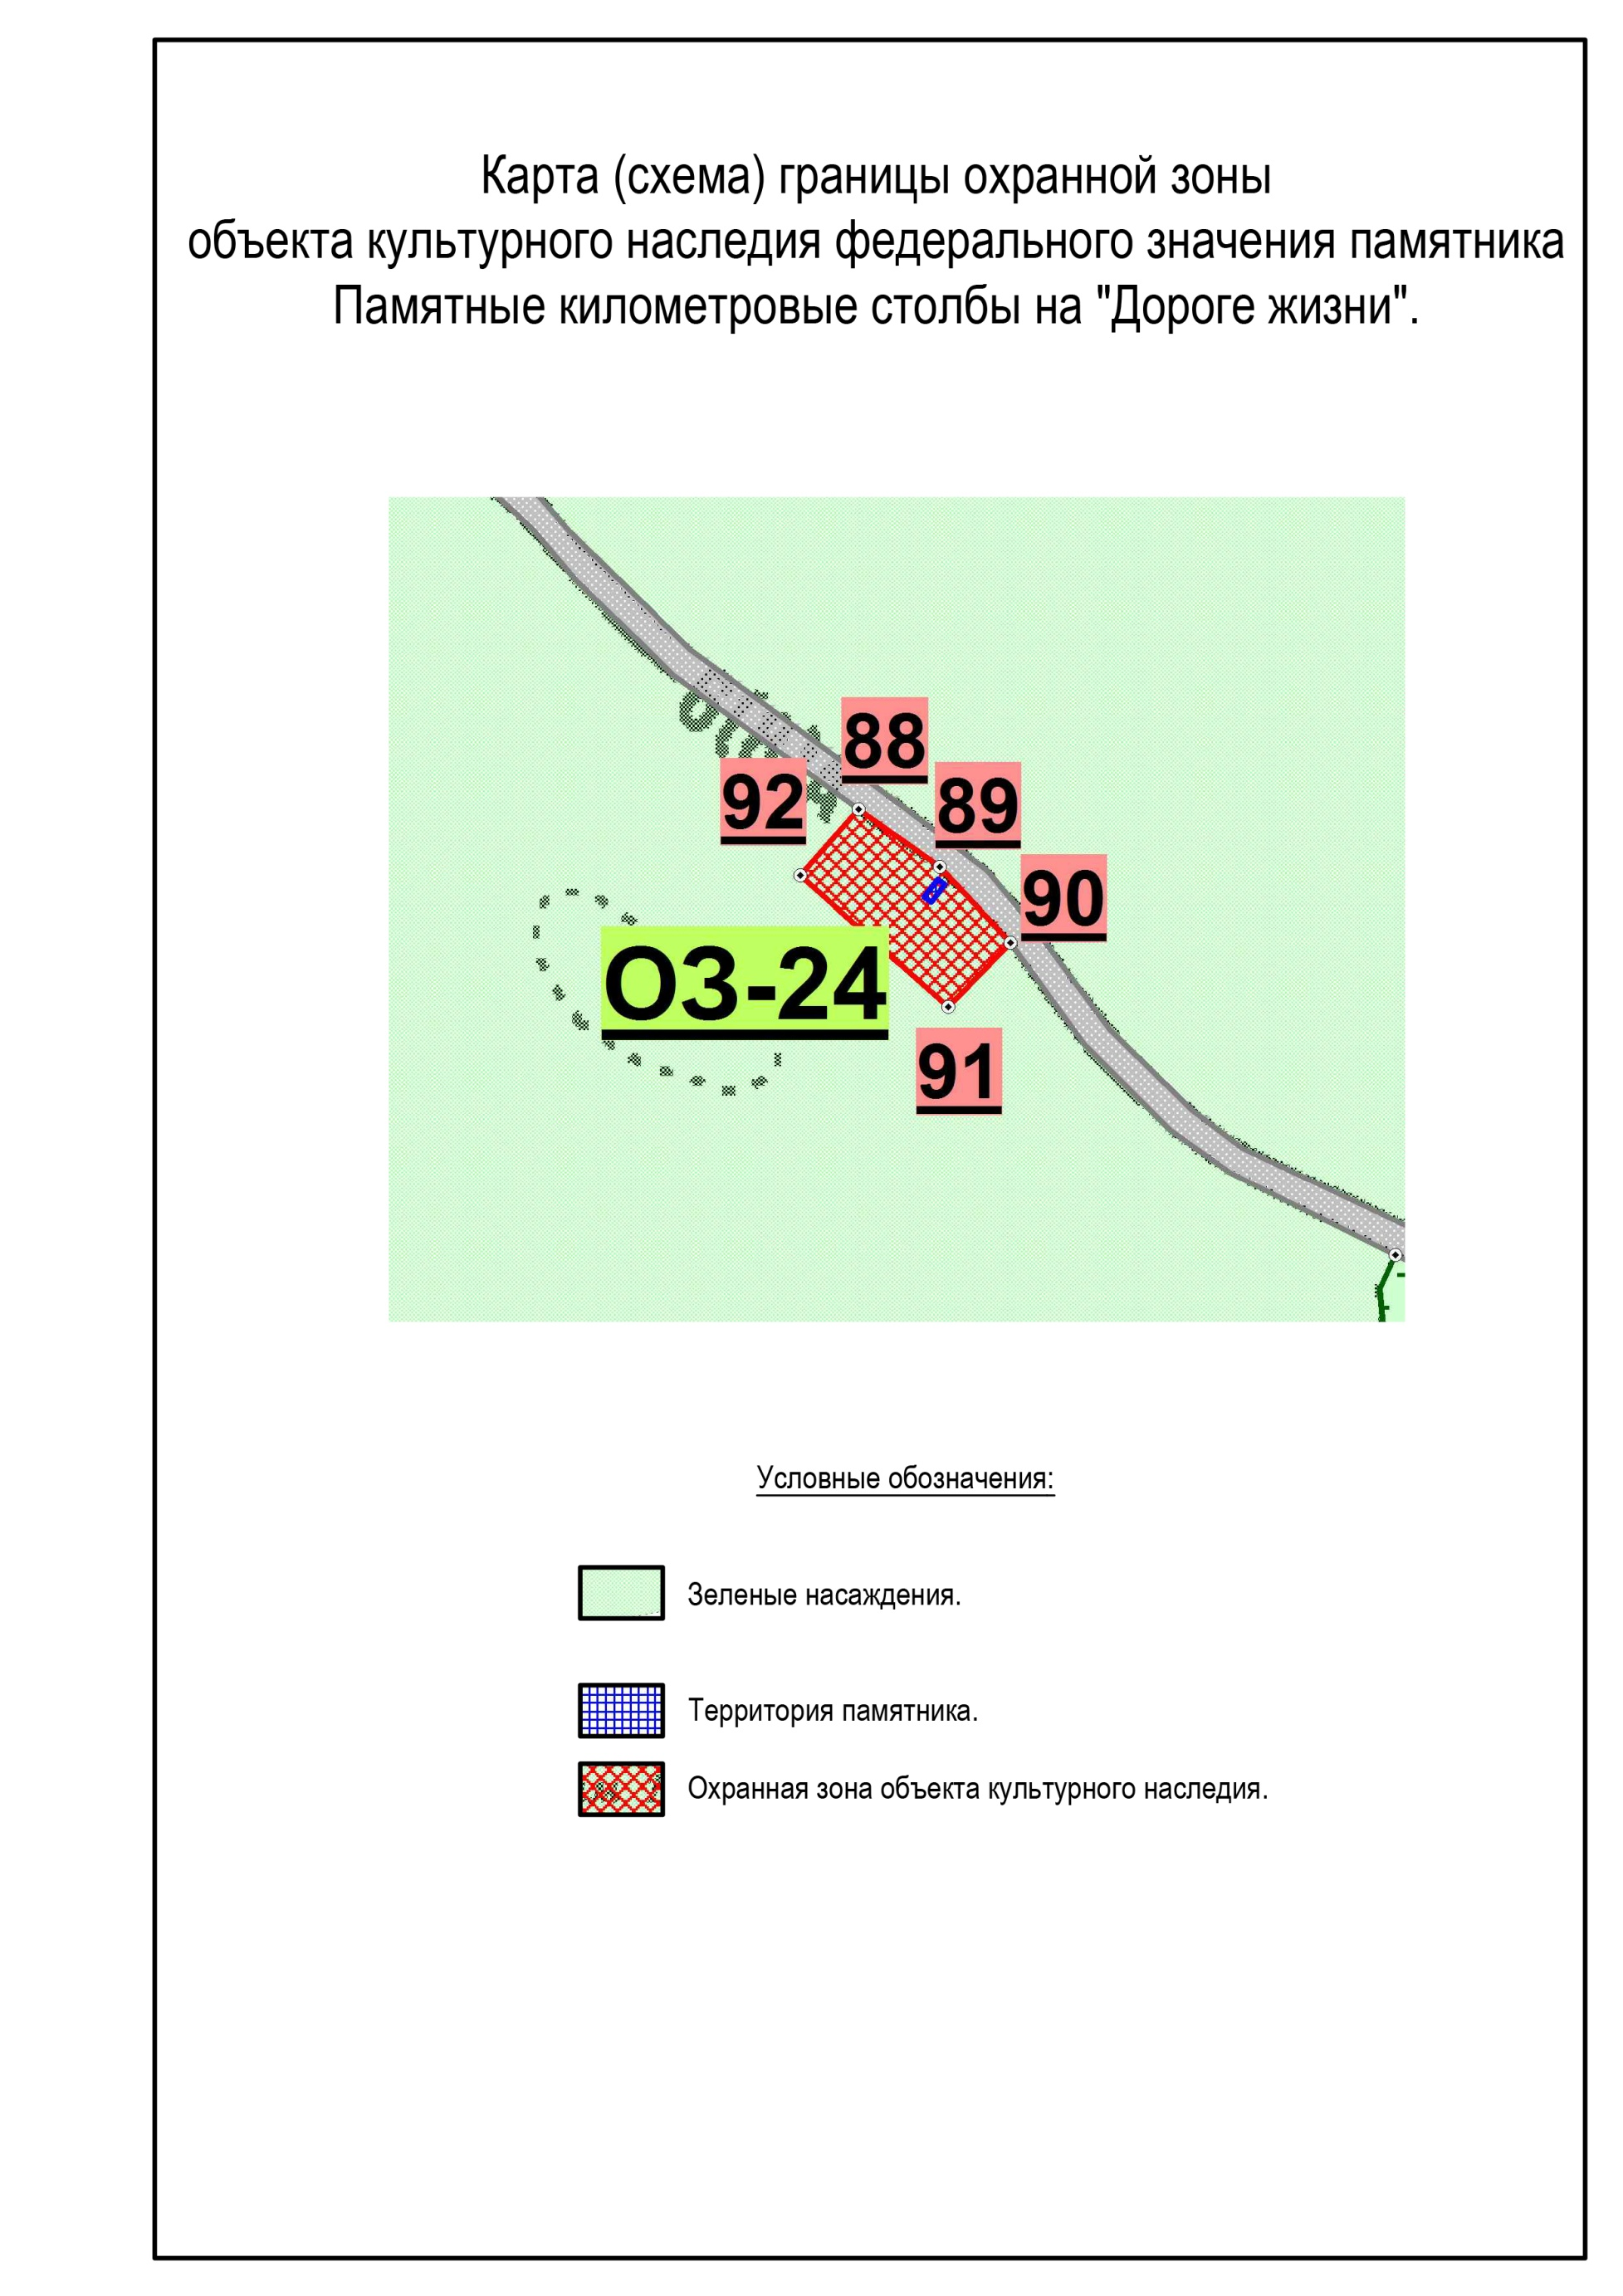 Карта (схема) границы охранной зоны
объекта культурного наследия федерального значения памятника
Памятные километровые столбы на "Дороге жизни".
88
92
89
90
ОЗ-24
91
Условные обозначения:
Зеленые насаждения.
Территория памятника.
Охранная зона объекта культурного наследия.